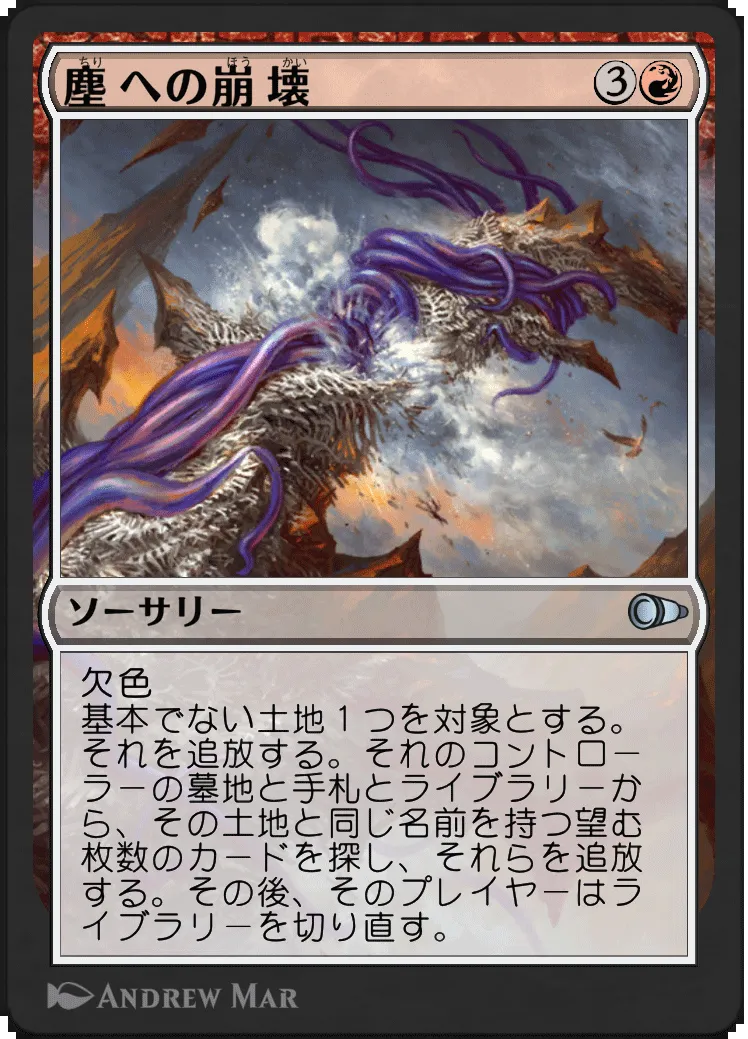 塵への崩壊 3
ソーサリー
欠色
基本でない土地1つを対象とする。
それを追放する。それのコントロー
ラーの墓地と手札とライブラリーか
ら、その土地と同じ名前を持つ望む
枚数のカードを探し、それらを追放
する。その後、そのプレイヤーはラ
イブラリーを切り直す。
ANDREW MAR